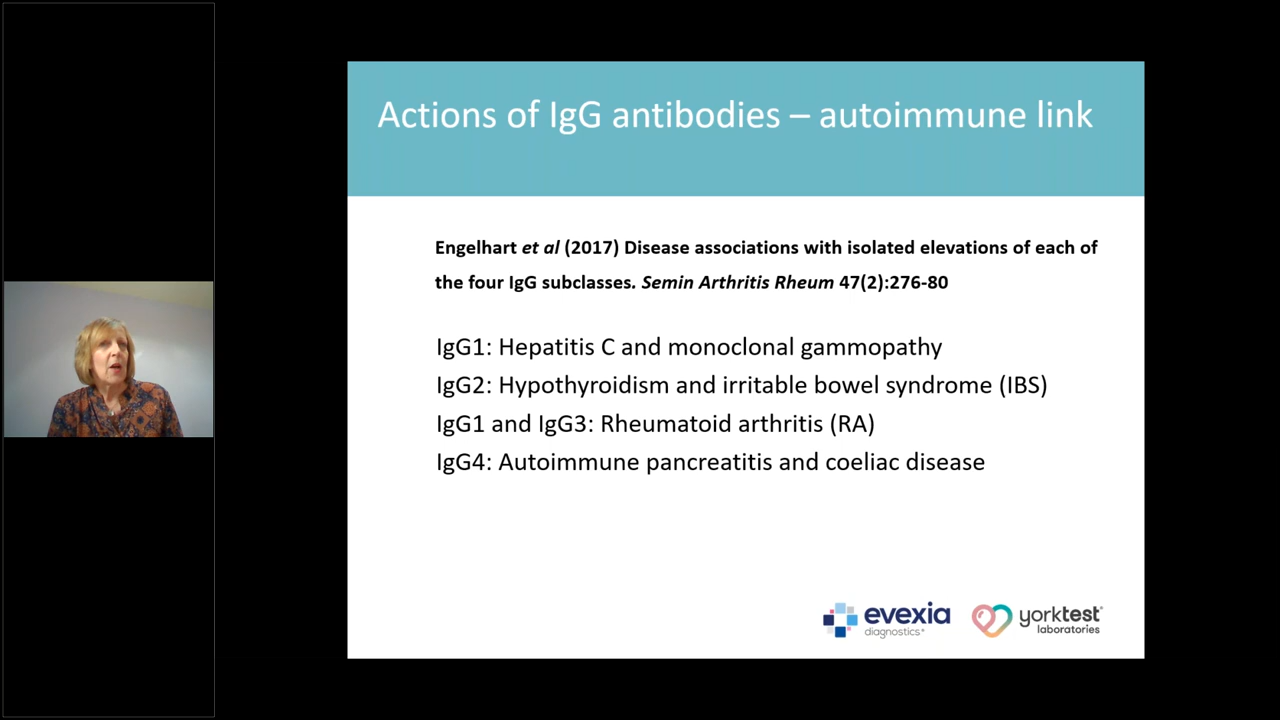 Actions of IgG antibodies – autoimmune link
Engelhart et al (2017) Disease associations with isolated elevations of each of
the four IgG subclasses. Semin Arthritis Rheum 47(2):276-80
IgG1: Hepatitis C and monoclonal gammopathy
IgG2: Hypothyroidism and irritable bowel syndrome (IBS)
IgG1 and IgG3: Rheumatoid arthritis (RA)
IgG4: Autoimmune pancreatitis and coeliac disease
evexia
diagnostics
yorktest
laboratories